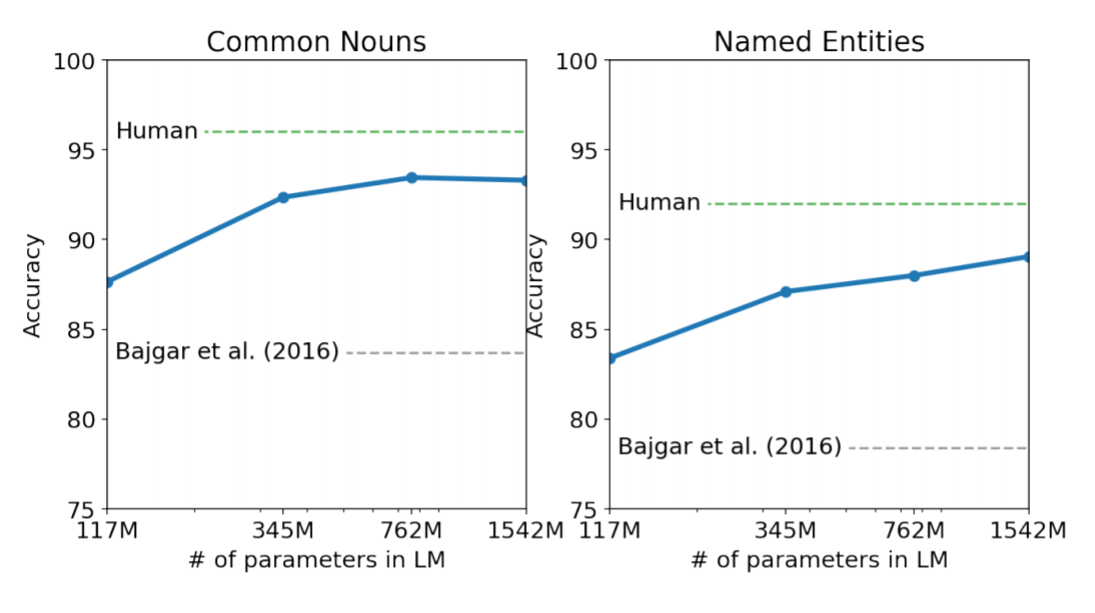 Common Nouns
100
95
90
85
80
75
Accuracy
Human
Bajgar et al. (2016)
117M 345M 762M 1542M
# of parameters in LM
Named Entities
100
95
90
85
80
75
Accuracy
Human
Bajgar et al. (2016)
117M 345M 762M 1542M
# of parameters in LM